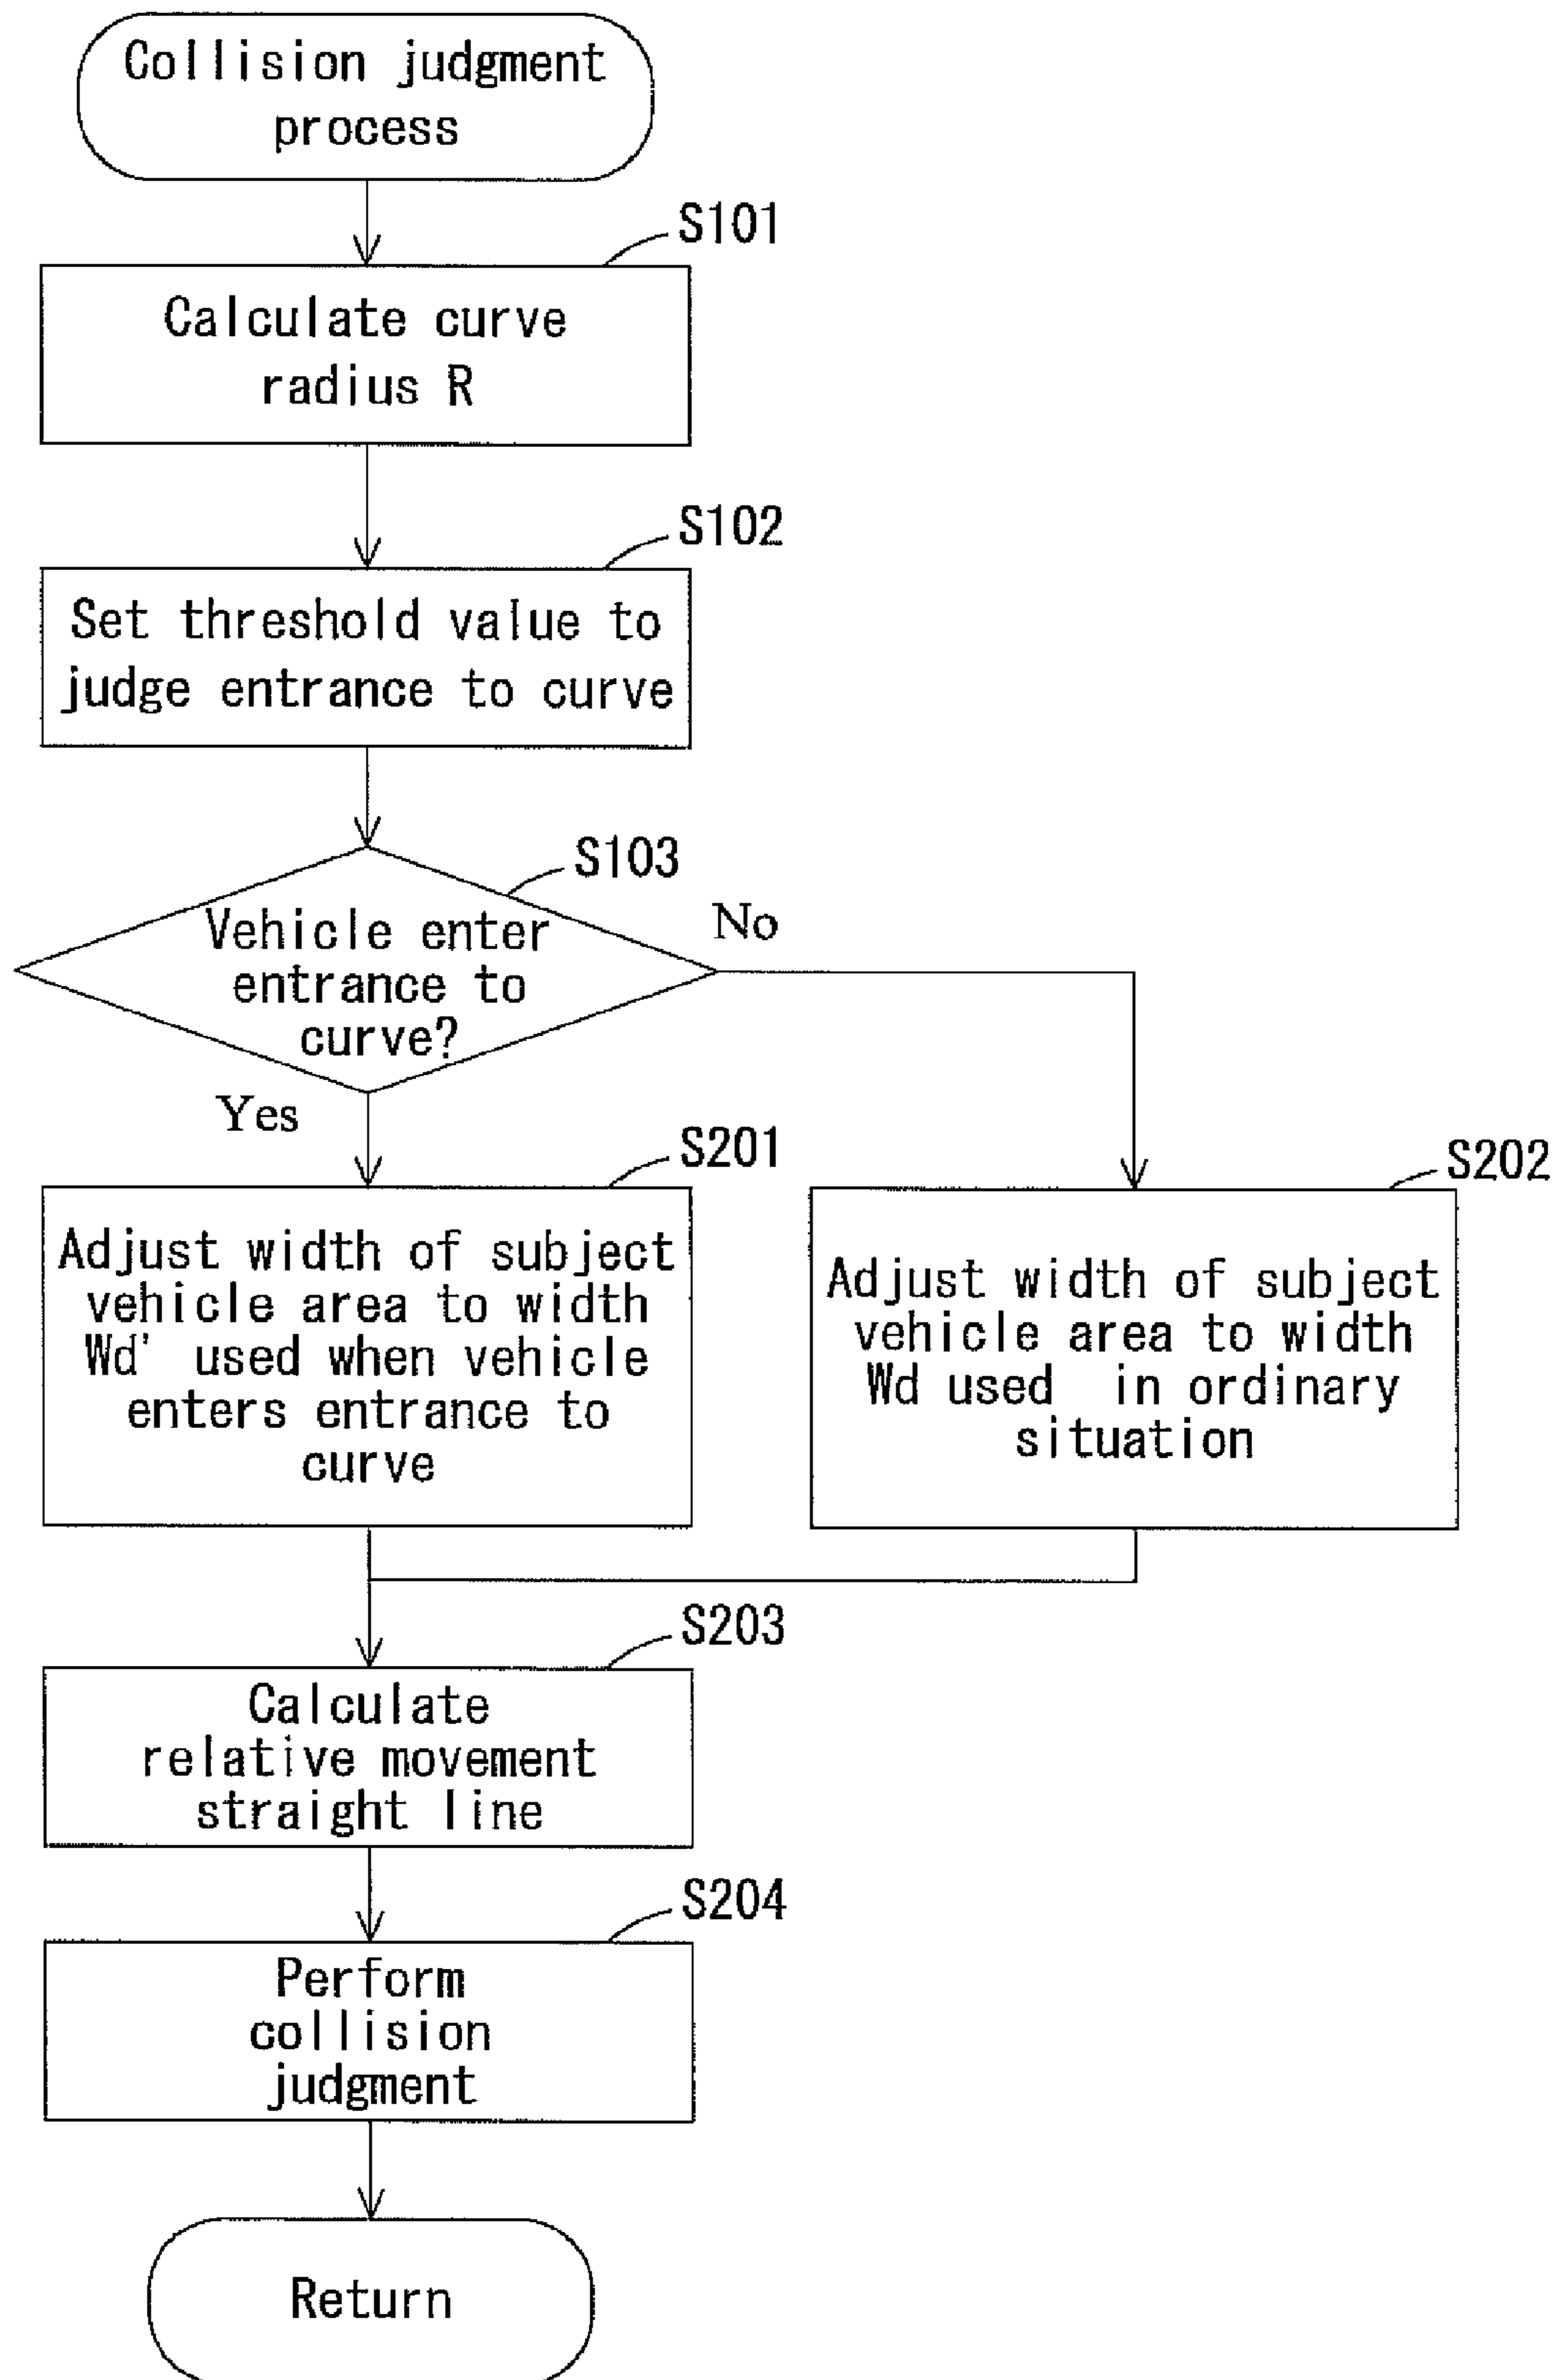 Collision judgment
process
S101
Calculate curve
radius R
S102
Set threshold value to
judge entrance to curve
S103
Vehicle enter
entrance to
curve?
No
Yes
S201
Adjust width of subject
vehicle area to width
Wd' used when vehicle
enters entrance to
curve
S202
Adjust width of subject
vehicle area to width
Wd used in ordinary
situation
S203
Calculate
relative movement
straight line
S204
Perform
collision
judgment
Return